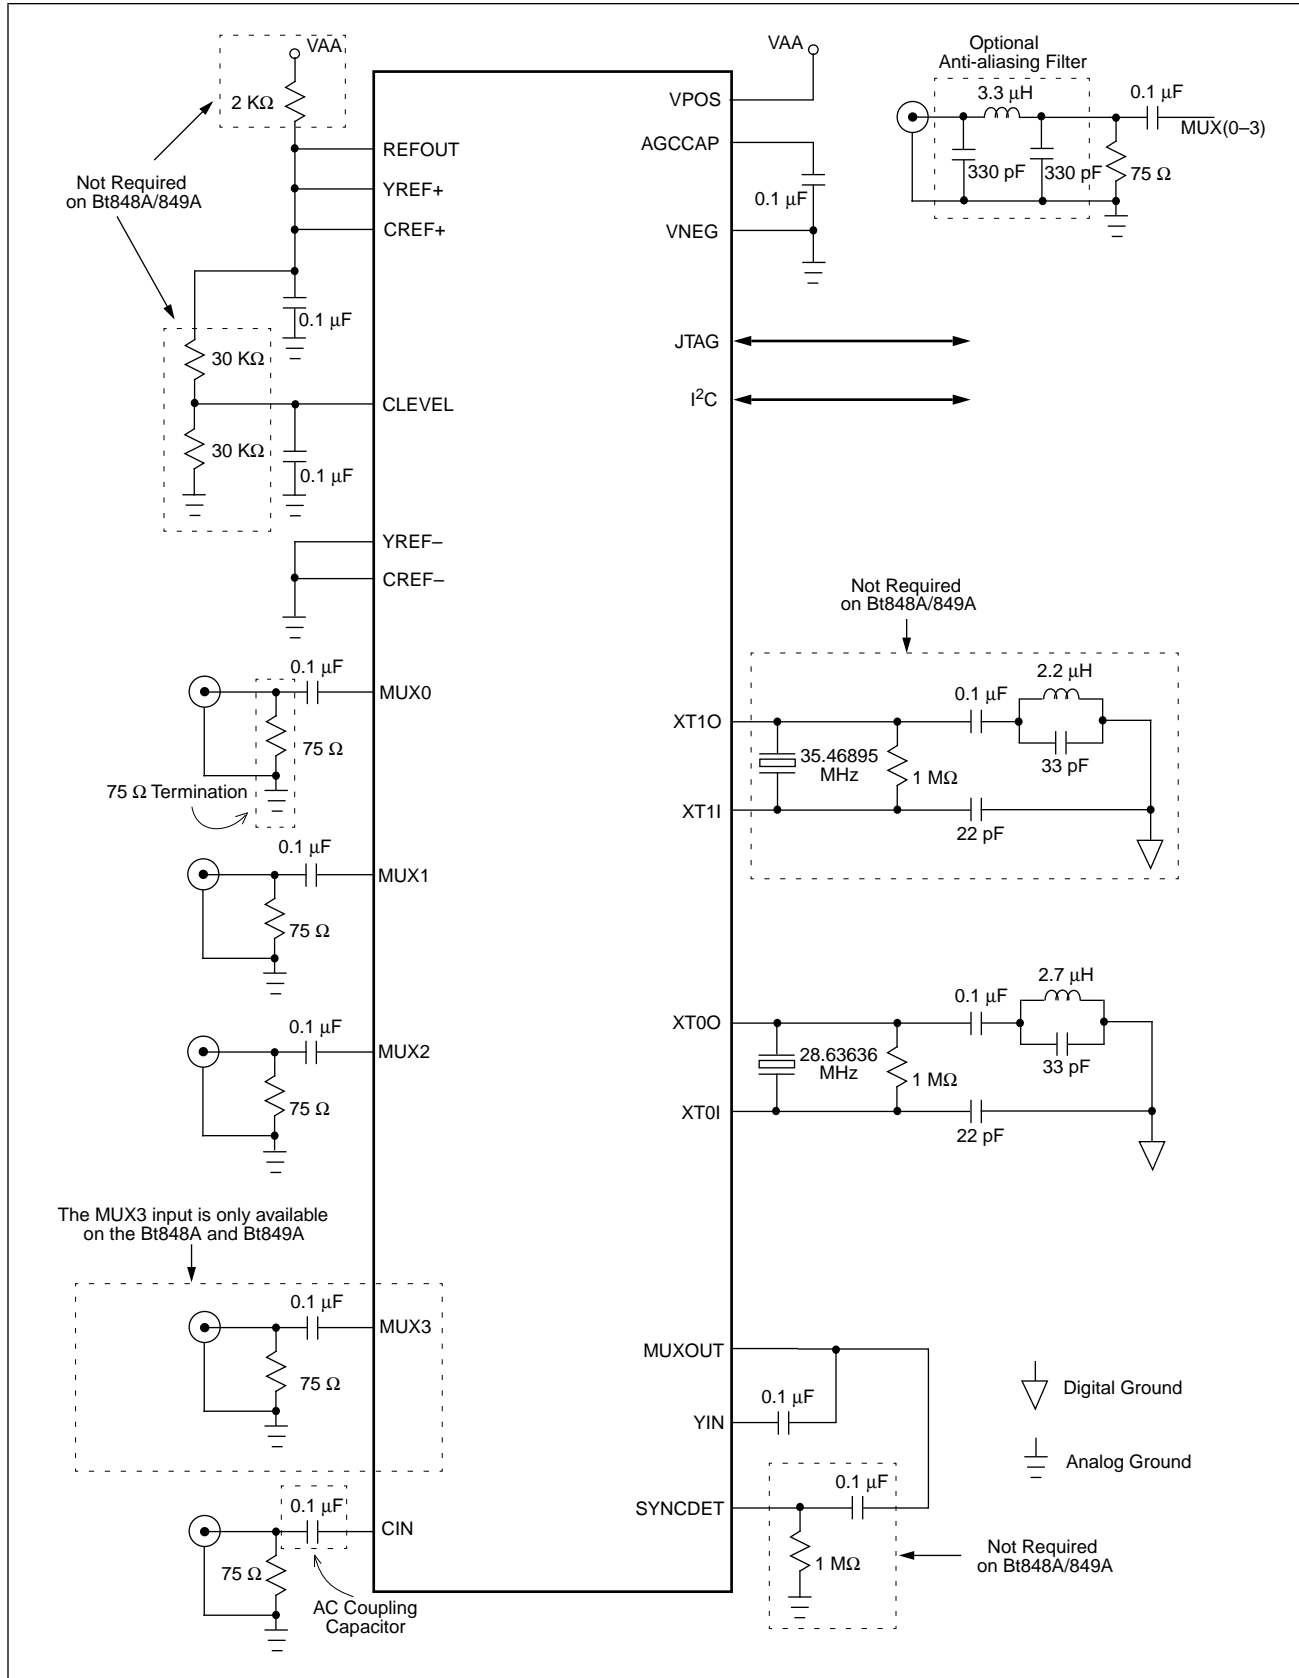 VAA
2 KΩ
Not Required
on Bt848A/849A
REFOUT
YREF+
CREF+
0.1 μF
30 KΩ
CLEVEL
30 KΩ
0.1 μF
YREF–
CREF–
0.1 μF
MUX0
75 Ω
75 Ω Termination
0.1 μF
MUX1
75 Ω
0.1 μF
MUX2
75 Ω
The MUX3 input is only available
on the Bt848A and Bt849A
0.1 μF
MUX3
75 Ω
0.1 μF
CIN
75 Ω
AC Coupling
Capacitor
VAA
VPOS
AGCCAP
0.1 μF
VNEG
JTAG
I²C
Optional
Anti-aliasing Filter
3.3 μH
0.1 μF
MUX(0–3)
330 pF
330 pF
75 Ω
Not Required
on Bt848A/849A
2.2 μH
0.1 μF
XT1O
35.46895
MHz
1 MΩ
33 pF
XT1I
22 pF
2.7 μH
0.1 μF
XT0O
28.63636
MHz
1 MΩ
33 pF
XT0I
22 pF
MUXOUT
0.1 μF
YIN
Digital Ground
Analog Ground
0.1 μF
SYNCDET
1 MΩ
Not Required
on Bt848A/849A